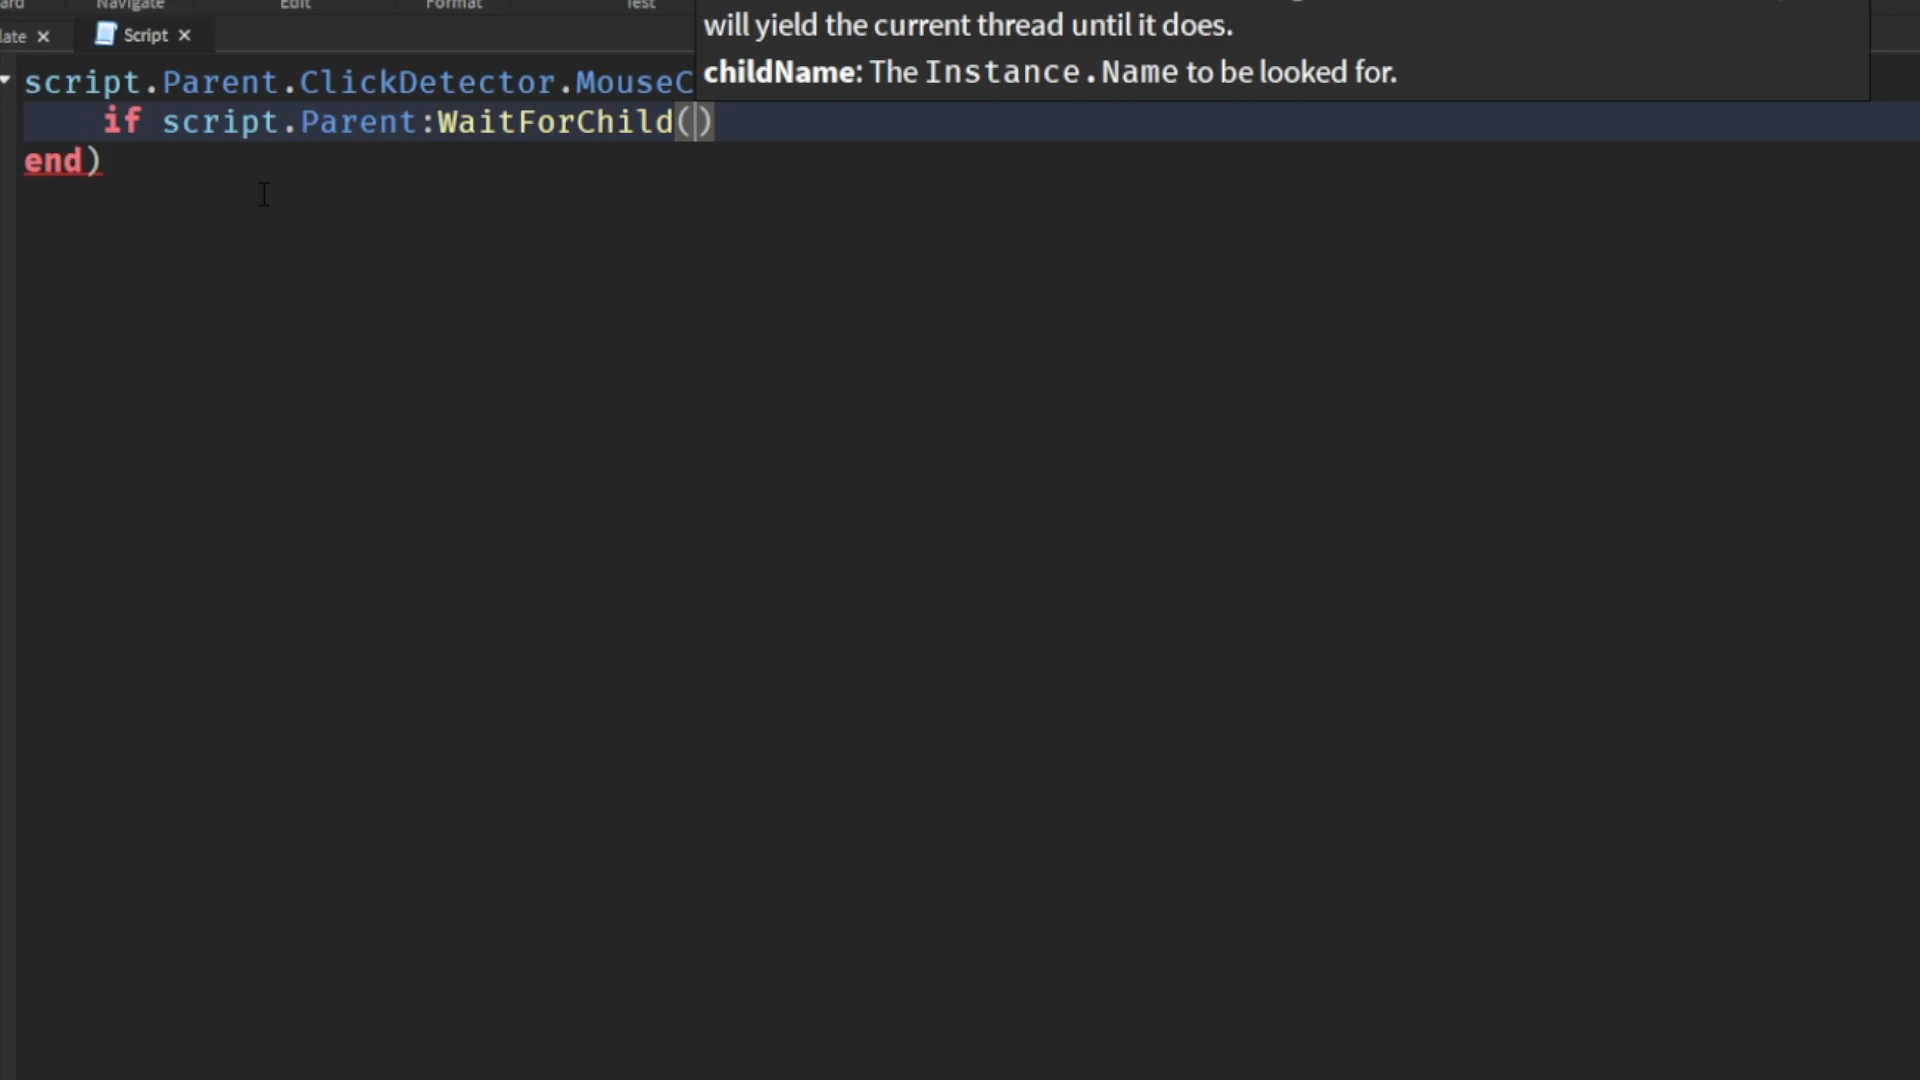 Navigate Edit Format Test
will yield the current thread until it does.
Script
childName: The Instance.Name to be looked for.
script.Parent.ClickDetector.MouseC
if script.Parent:WaitForChild()
end)